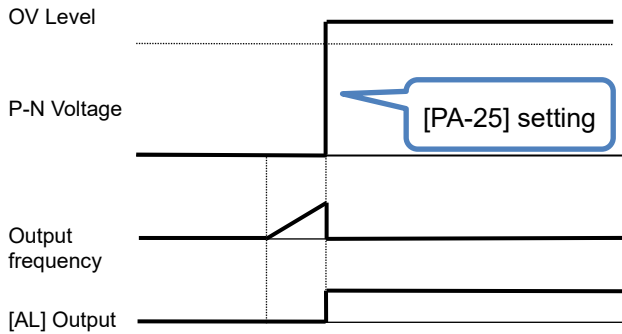 OV Level
P-N Voltage
[PA-25] setting
Output
frequency
[AL] Output